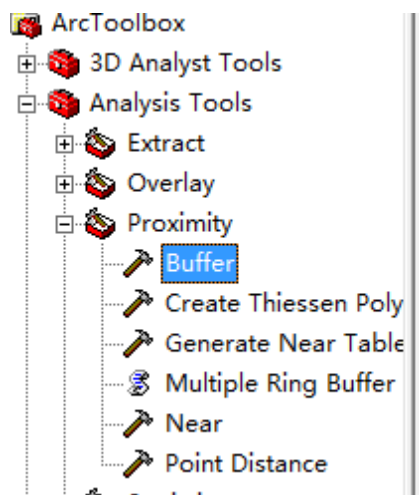 ArcToolbox
3D Analyst Tools
Analysis Tools
Extract
Overlay
Proximity
Buffer
Create Thiessen Poly
Generate Near Table
Multiple Ring Buffer
Near
Point Distance